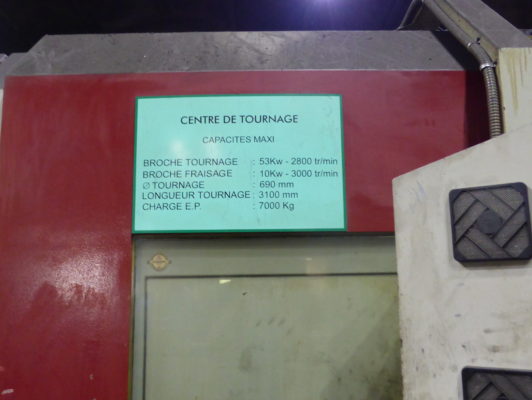 CENTRE DE TOURNAGE
CAPACITES MAXI
BROCHE TOURNAGE : 53Kw - 2800 tr/min
BROCHE FRAISAGE : 10Kw - 3000 tr/min
∅ TOURNAGE : 690 mm
LONGUEUR TOURNAGE : 3100 mm
CHARGE E.P. : 7000 Kg